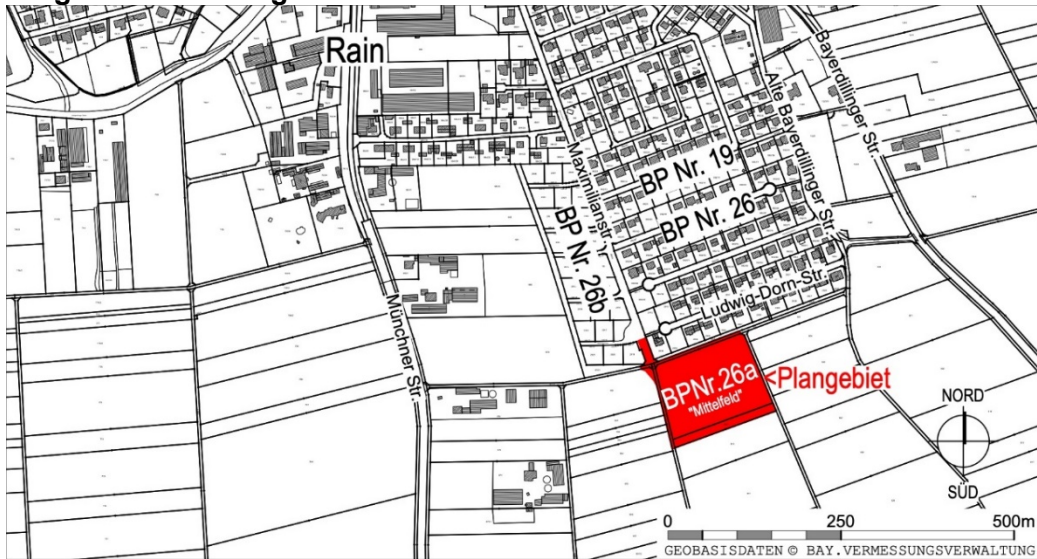 Rain
Bayerdillinger Str.
Alte Bayerdillinger Str.
Maximilianstr.
BP Nr. 19
BP Nr. 26
BP Nr. 26b
Ludwig-Dorn-Str.
Münchner Str.
BPNr.26a
"Mittelfeld"
<Plangebiet
NORD
SÜD
0 250 500m
GEOBASISDATEN © BAY.VERMESSUNGSVERWALTUNG